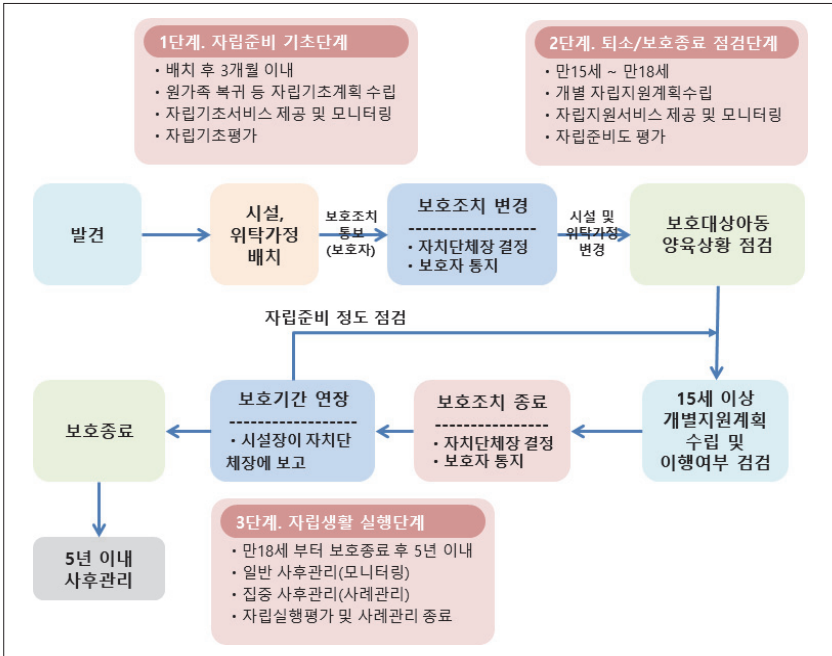 1단계. 자립준비 기초단계
• 배치 후 3개월 이내
• 원가족 복귀 등 자립기초계획 수립
• 자립기초서비스 제공 및 모니터링
• 자립기초평가
2단계. 퇴소/보호종료 점검단계
• 만15세 ~ 만18세
• 개별 자립지원계획수립
• 자립지원서비스 제공 및 모니터링
• 자립준비도 평가
발견
시설,
위탁가정
배치
보호조치
통보
(보호자)
보호조치 변경
• 자치단체장 결정
• 보호자 통지
시설 및
위탁가정
변경
보호대상아동
양육상황 점검
자립준비 정도 점검
15세 이상
개별지원계획
수립 및
이행여부 검검
보호조치 종료
• 자치단체장 결정
• 보호자 통지
보호기간 연장
• 시설장이 자치단
체장에 보고
보호종료
5년 이내
사후관리
3단계. 자립생활 실행단계
• 만18세 부터 보호종료 후 5년 이내
• 일반 사후관리(모니터링)
• 집중 사후관리(사례관리)
• 자립실행평가 및 사례관리 종료